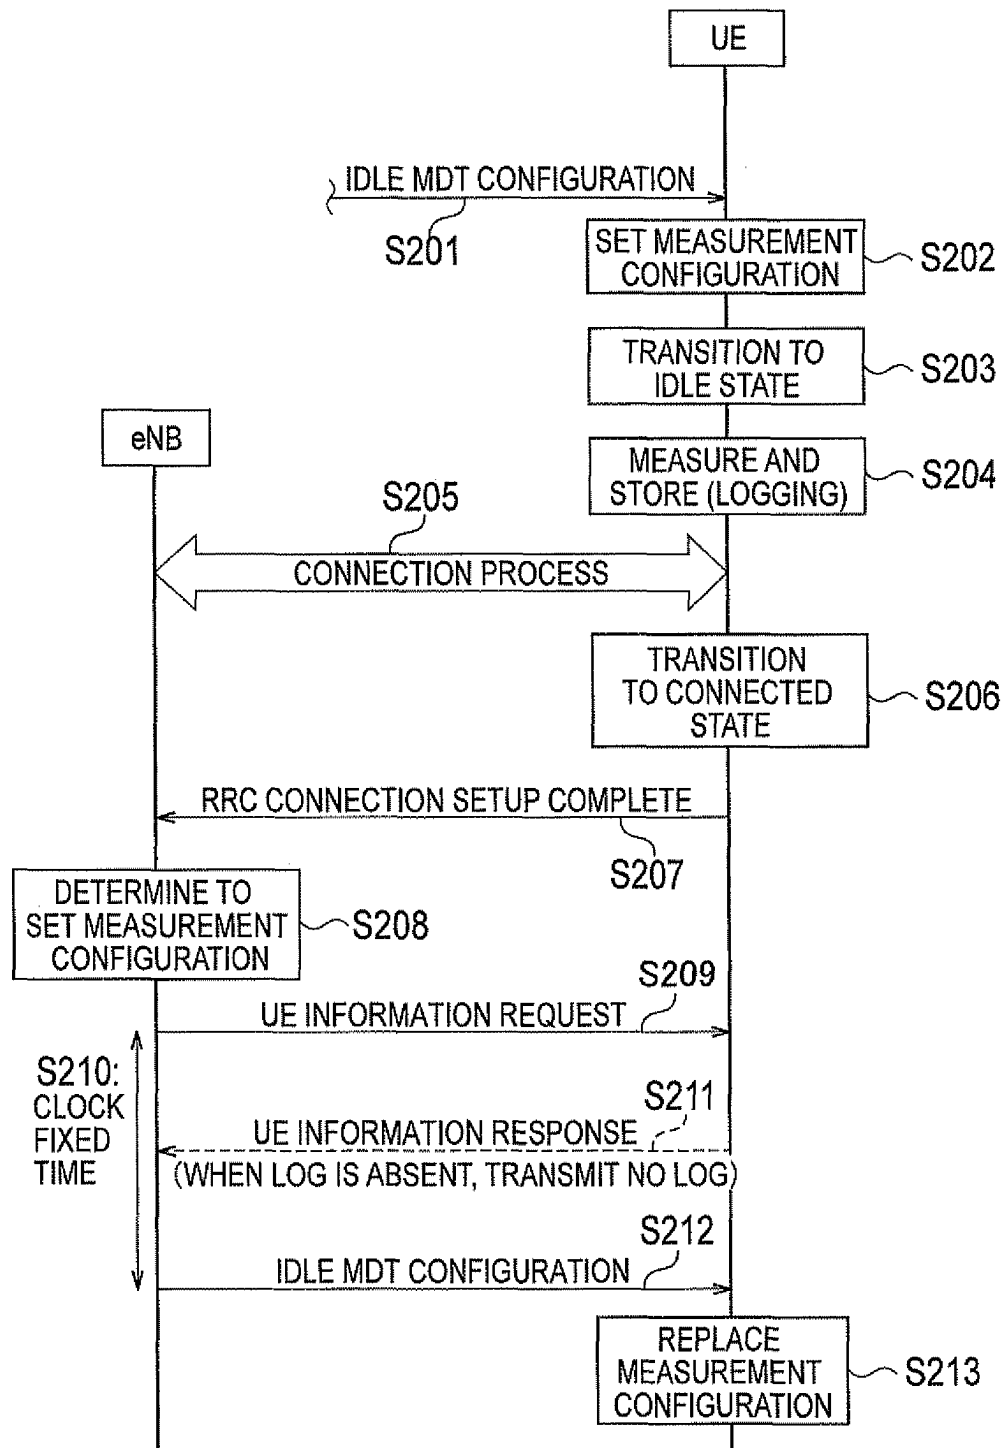 UE
IDLE MDT CONFIGURATION
S201
SET MEASUREMENT
CONFIGURATION
S202
TRANSITION TO
IDLE STATE
S203
eNB
MEASURE AND
STORE (LOGGING)
S204
S205
CONNECTION PROCESS
TRANSITION
TO CONNECTED
STATE
S206
RRC CONNECTION SETUP COMPLETE
S207
DETERMINE TO
SET MEASUREMENT
CONFIGURATION
S208
S209
UE INFORMATION REQUEST
S210:
CLOCK
FIXED
TIME
S211
UE INFORMATION RESPONSE
(WHEN LOG IS ABSENT, TRANSMIT NO LOG)
S212
IDLE MDT CONFIGURATION
REPLACE
MEASUREMENT
CONFIGURATION
S213